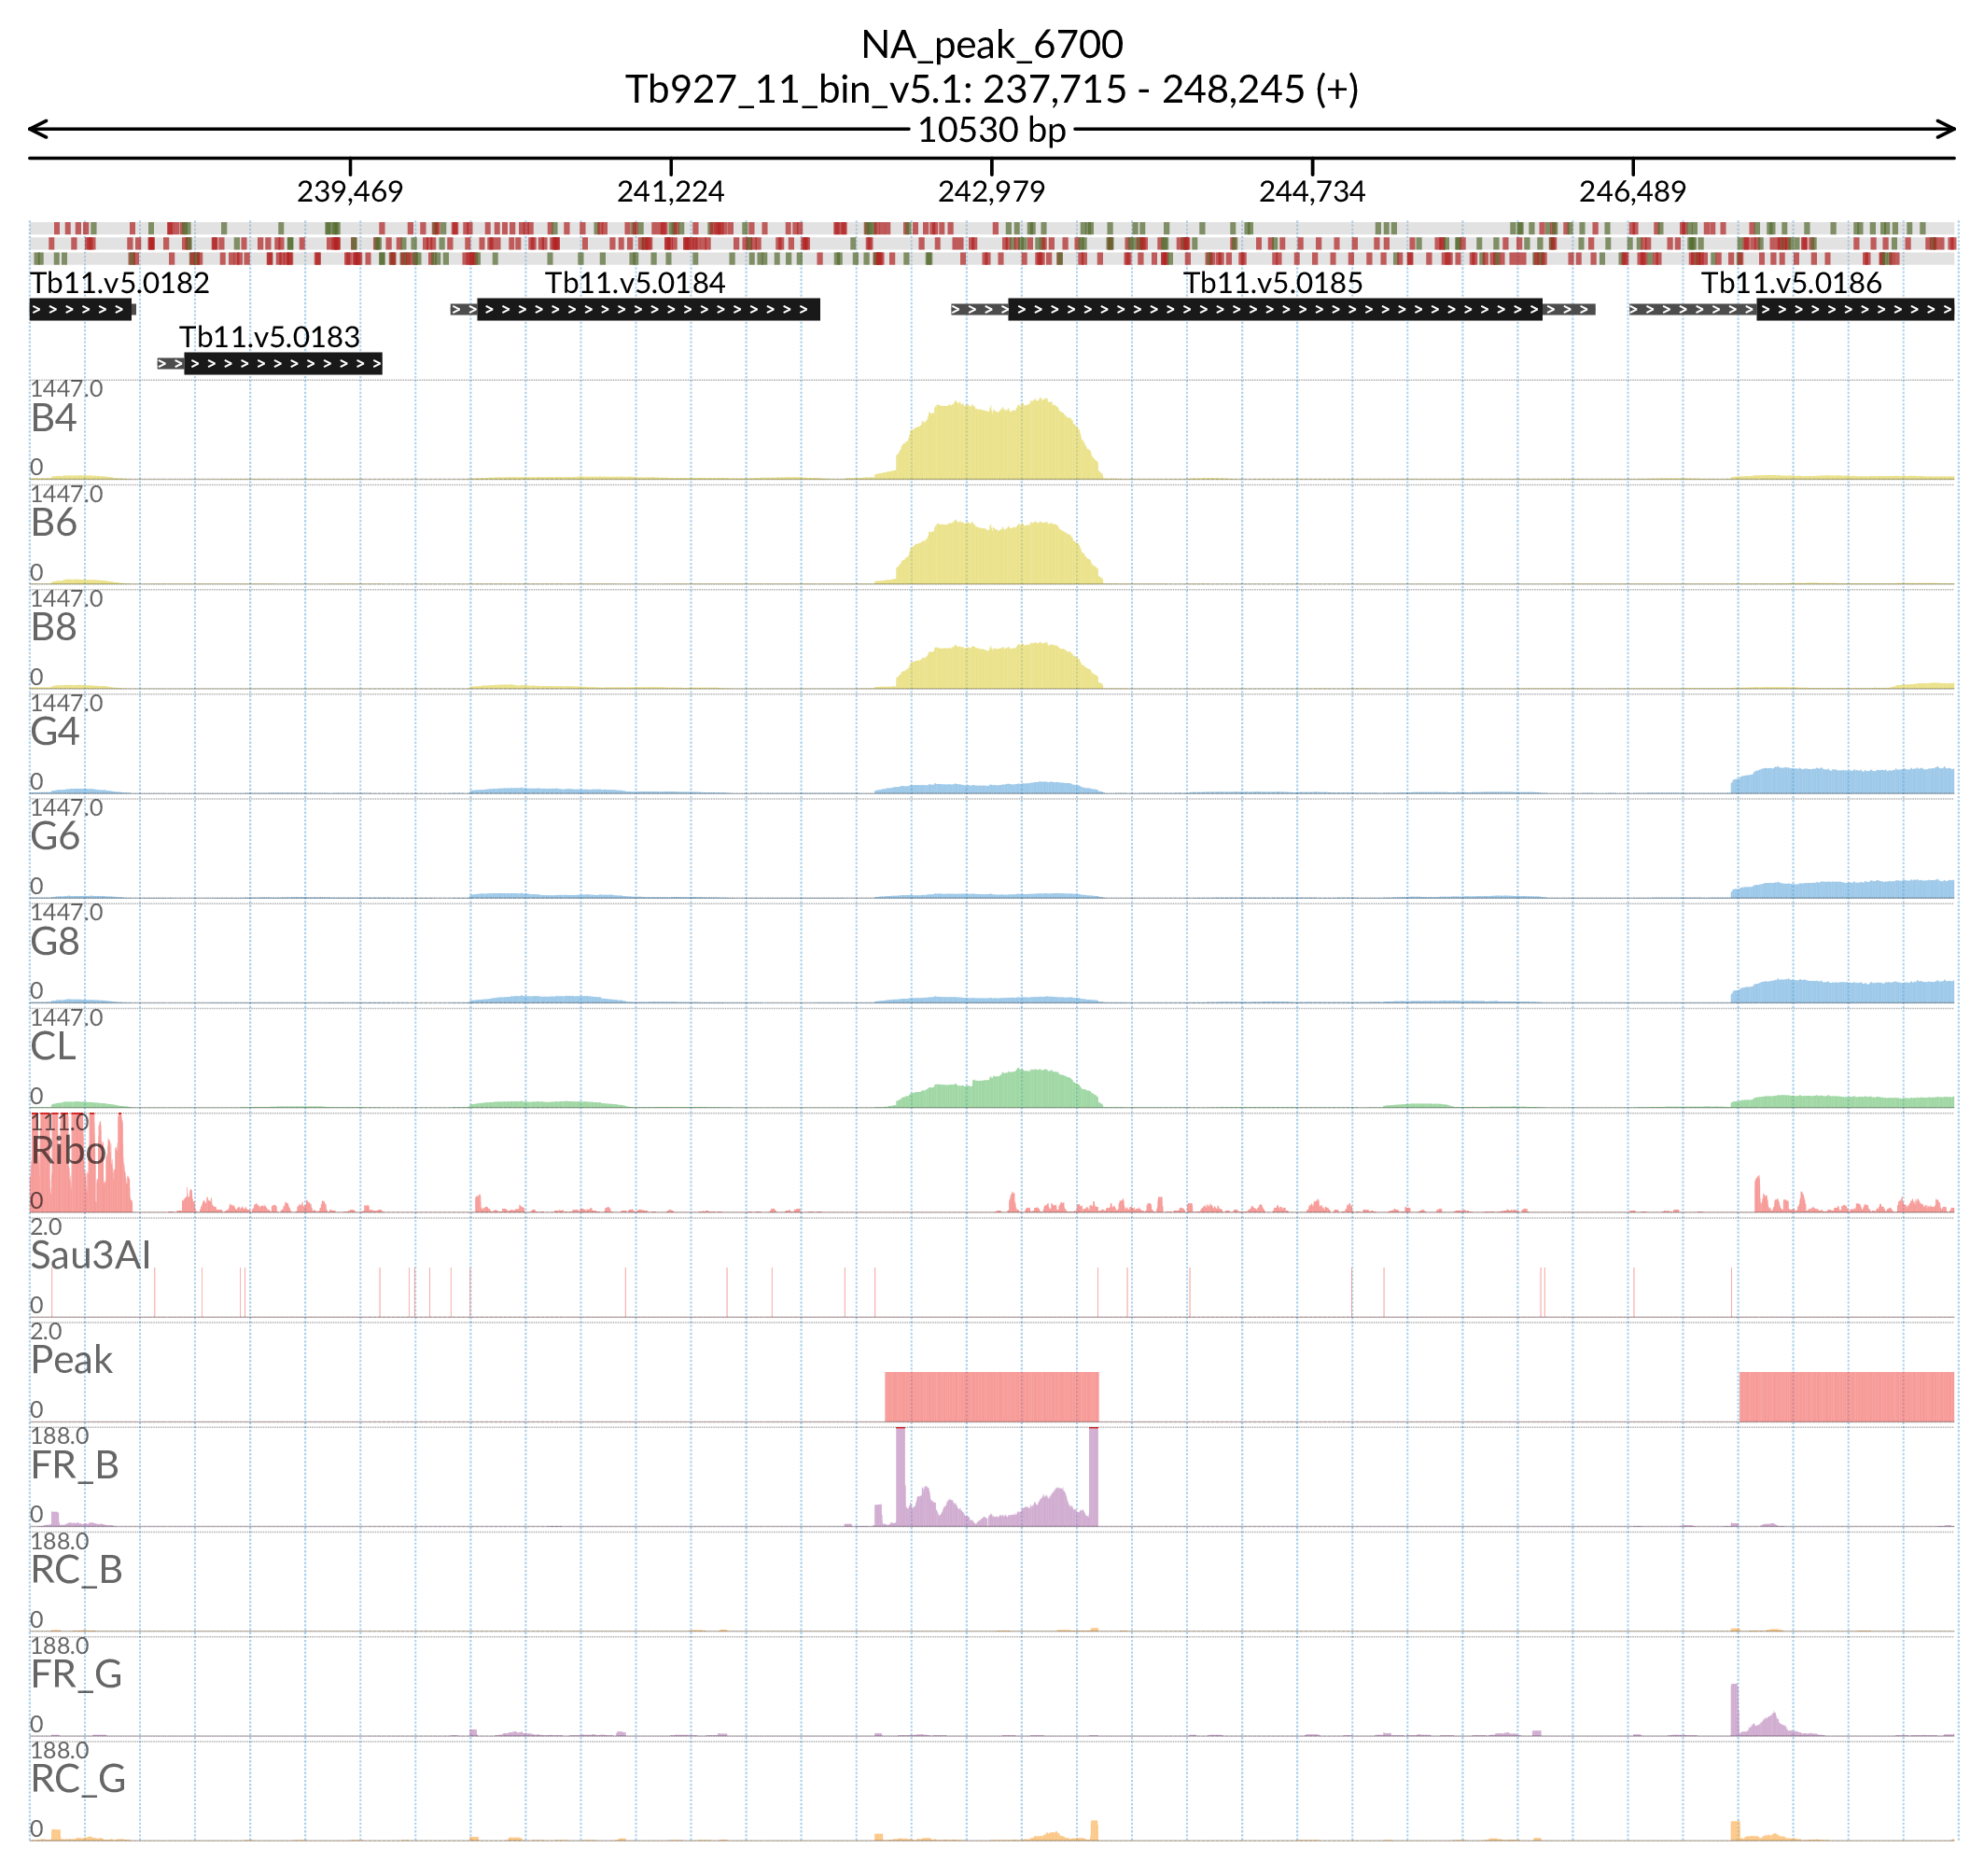 NA_peak_6700
Tb927_11_bin_v5.1: 237,715 - 248,245 (+)
10530 bp
239,469 241,224 242,979 244,734 246,489
Tb11.v5.0182 Tb11.v5.0184 Tb11.v5.0185 Tb11.v5.0186
Tb11.v5.0183
1447.0
B4
0
1447.0
B6
0
1447.0
B8
0
1447.0
G4
0
1447.0
G6
0
1447.0
G8
0
1447.0
CL
0
111.0
Ribo
0
2.0
Sau3AI
0
2.0
Peak
0
188.0
FR_B
0
188.0
RC_B
0
188.0
FR_G
0
188.0
RC_G
0